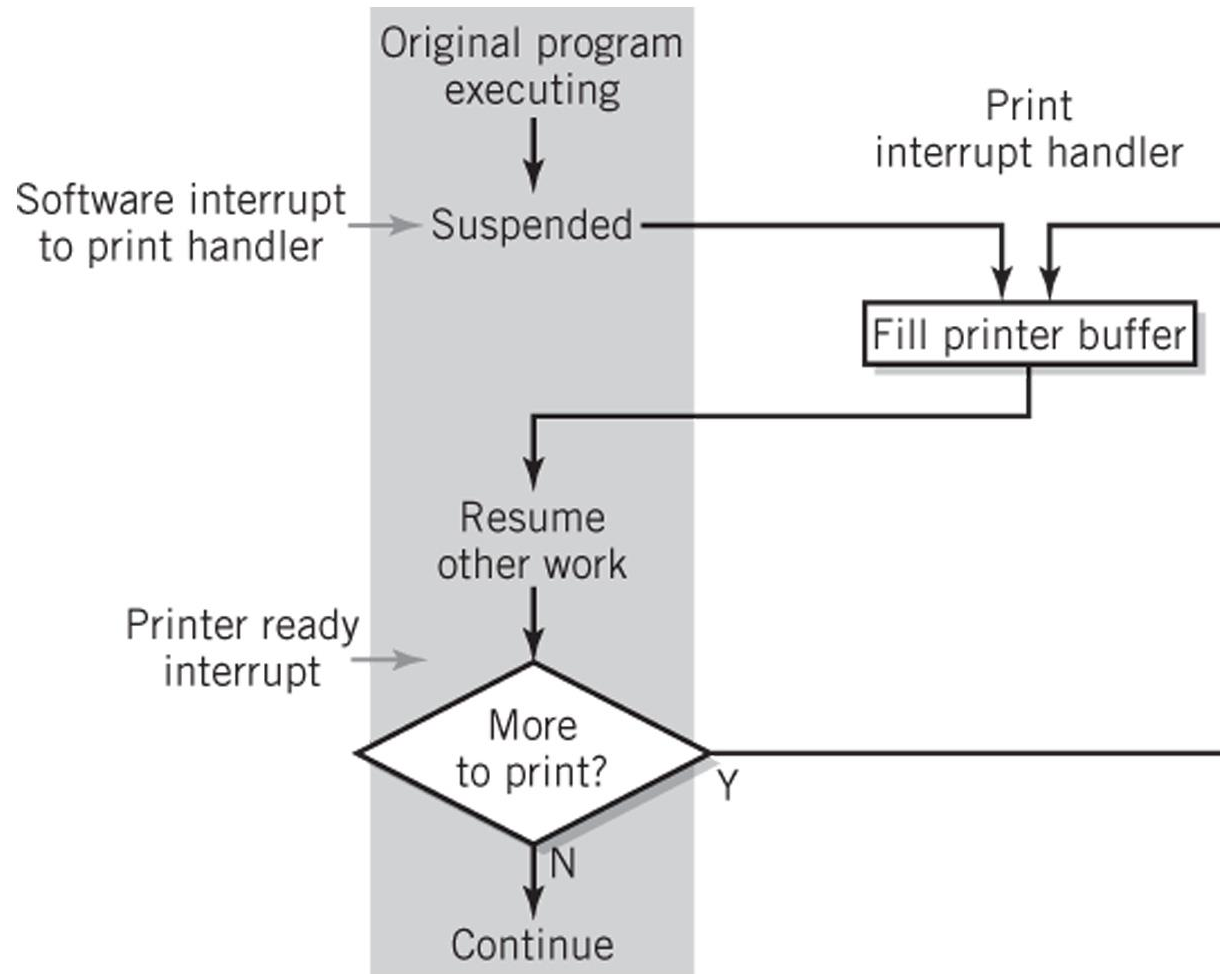 Original program
executing
Print
interrupt handler
Software interrupt
to print handler
Suspended
Fill printer buffer
Resume
other work
Printer ready
interrupt
More
to print?
Y
N
Continue